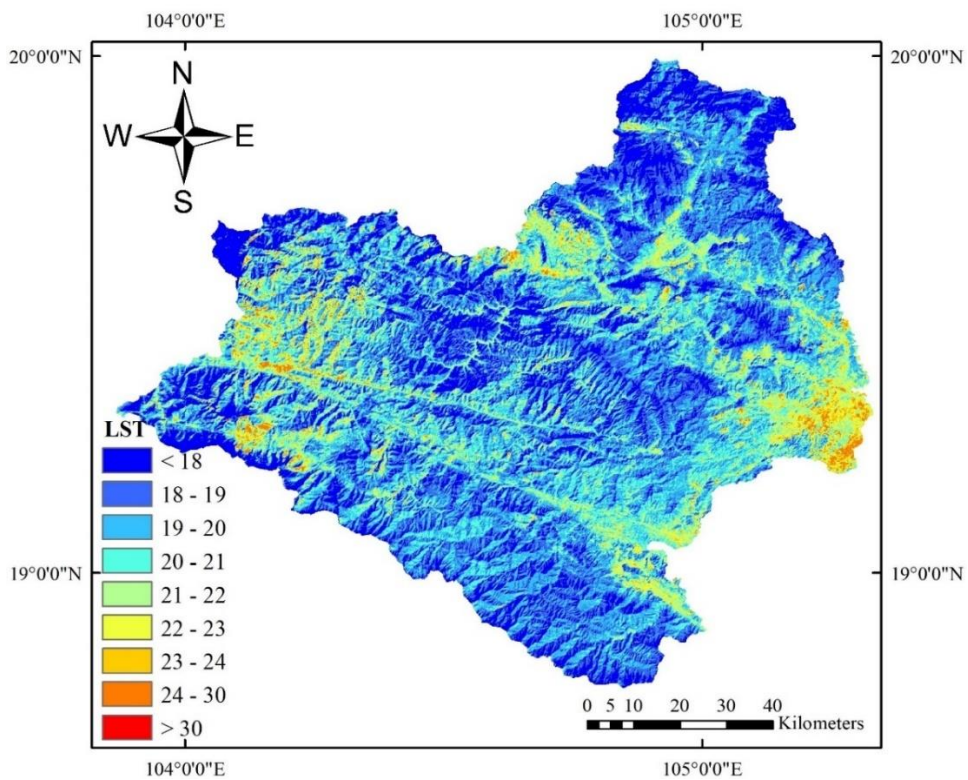 104°0'0"E 105°0'0"E
20°0'0"N 20°0'0"N
N
W E
S
LST
< 18
18 - 19
19 - 20
20 - 21
21 - 22
22 - 23
23 - 24
24 - 30
> 30
19°0'0"N 19°0'0"N
0 5 10 20 30 40
Kilometers
104°0'0"E 105°0'0"E